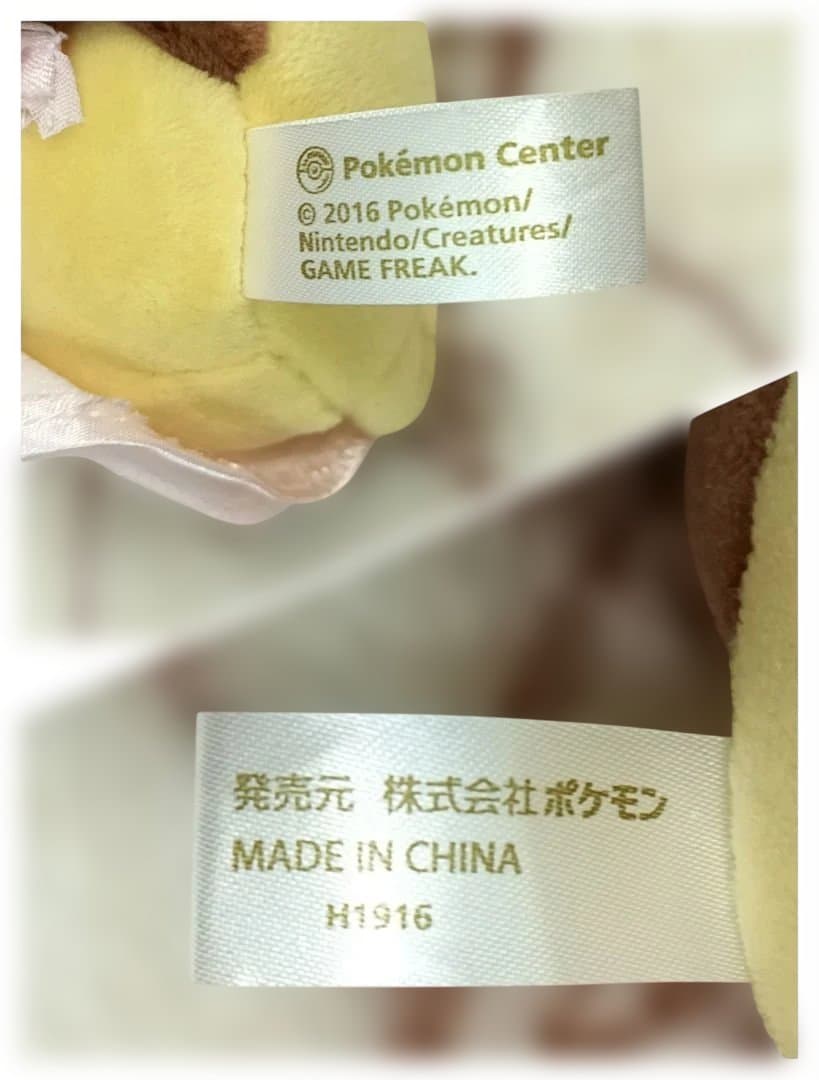 Pokémon Center
© 2016 Pokémon/
Nintendo/Creatures/
GAME FREAK.
発売元 株式会社ポケモン
MADE IN CHINA
H1916